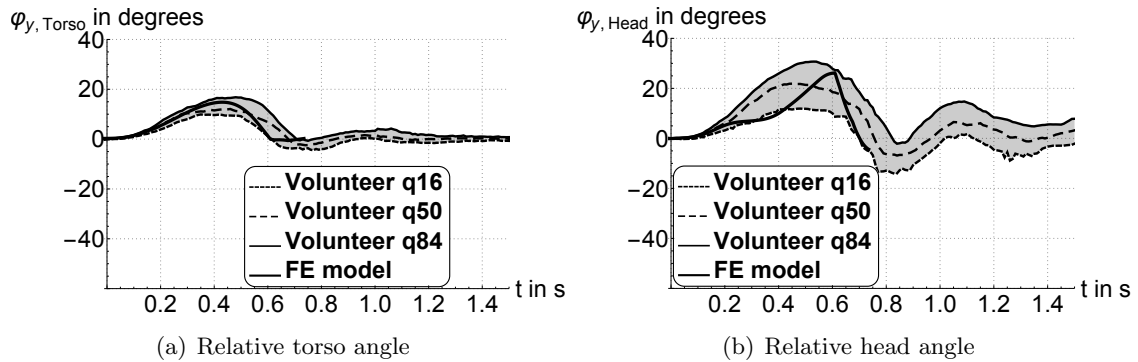 φy, Torso in degrees
40
20
0
−20
−40
Volunteer q16
Volunteer q50
Volunteer q84
FE model
0.2 0.4 0.6 0.8 1.0 1.2 1.4
t in s
(a) Relative torso angle
φy, Head in degrees
40
20
0
−20
−40
Volunteer q16
Volunteer q50
Volunteer q84
FE model
0.2 0.4 0.6 0.8 1.0 1.2 1.4
t in s
(b) Relative head angle